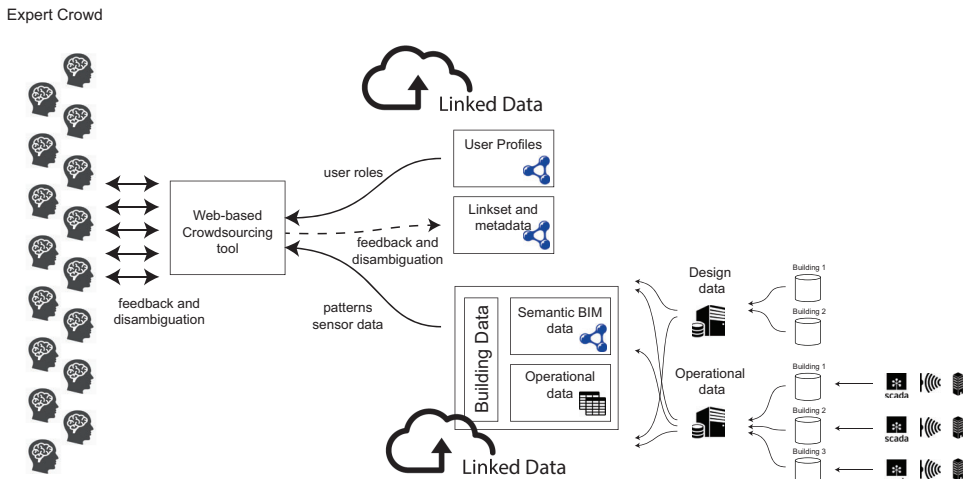 Expert Crowd
Linked Data
User Profiles
user roles
Web-based
Crowdsourcing
tool
Linkset and
metadata
feedback and
disambiguation
feedback and
disambiguation
patterns
sensor data
Building Data
Semantic BIM
data
Operational
data
Linked Data
Design
data
Building 1
Building 2
Operational
data
Building 1
scada
Building 2
scada
Building 3